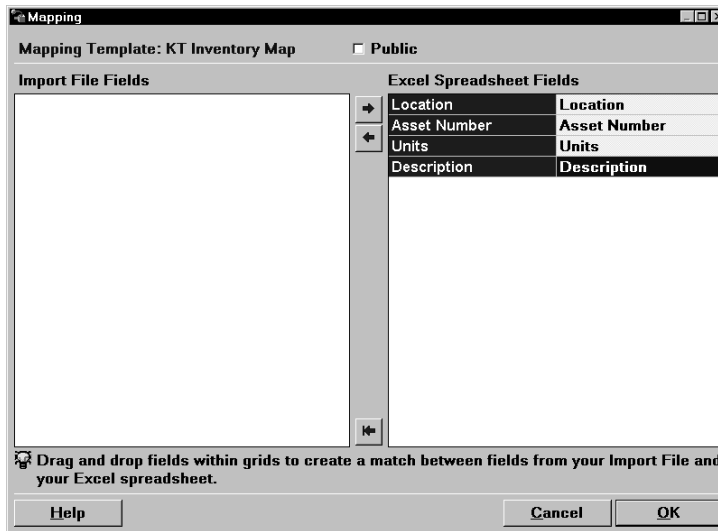 Mapping
Mapping Template: KT Inventory Map Public
Import File Fields Excel Spreadsheet Fields
Location Location
Asset Number Asset Number
Units Units
Description Description
Drag and drop fields within grids to create a match between fields from your Import File and
your Excel spreadsheet.
Help Cancel OK